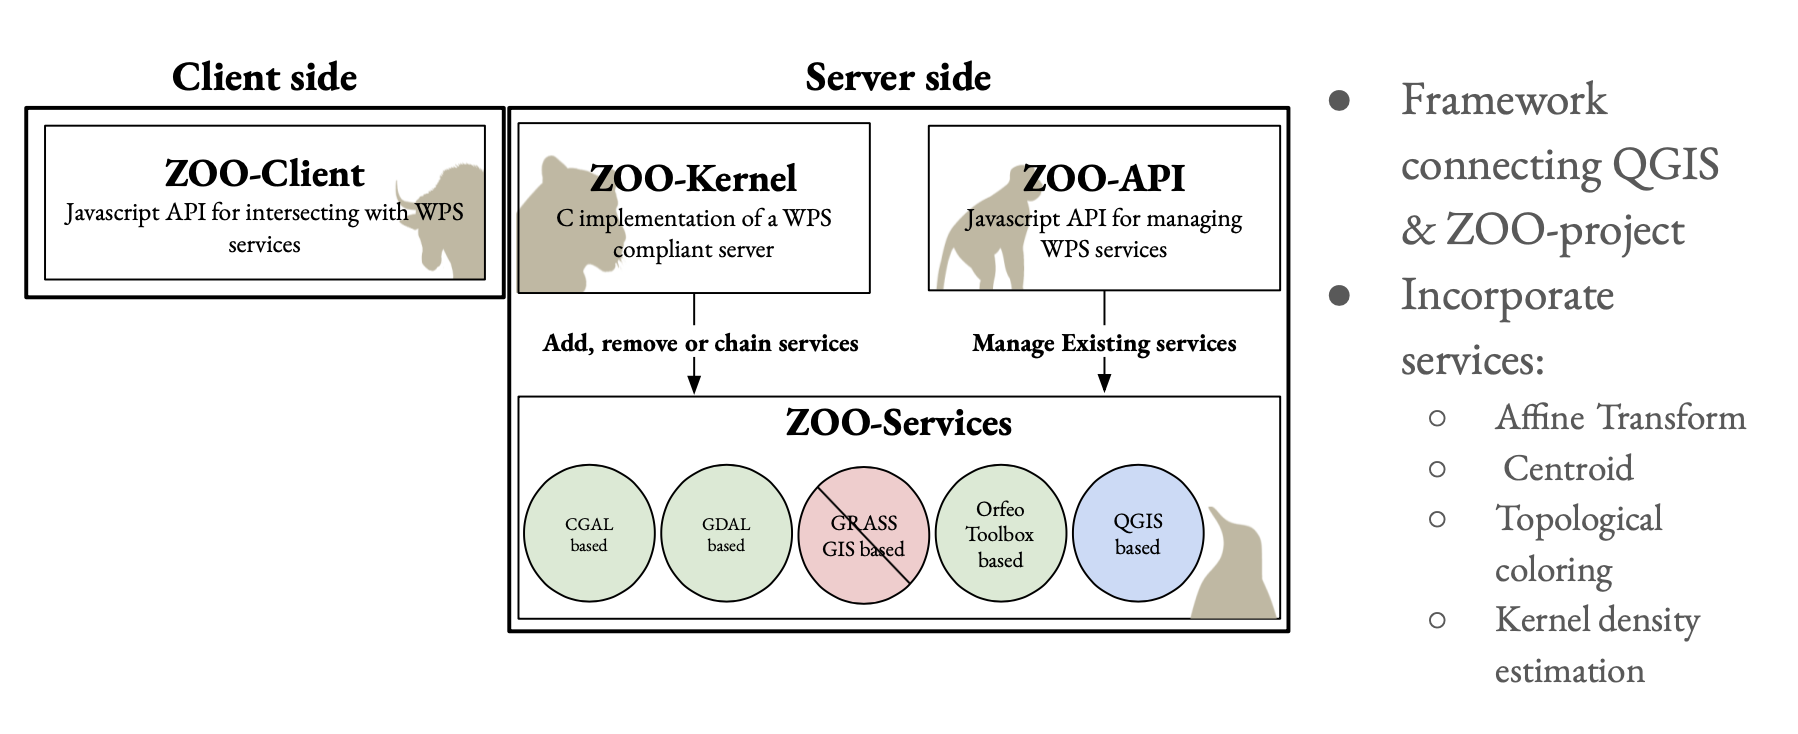 Client side
ZOO-Client
Javascript API for intersecting with WPS
services
Server side
ZOO-Kernel
C implementation of a WPS
compliant server
ZOO-API
Javascript API for managing
WPS services
Add, remove or chain services
Manage Existing services
ZOO-Services
CGAL
based
GDAL
based
GRASS
GIS based
Orfeo
Toolbox
based
QGIS
based
● Framework
connecting QGIS
& ZOO-project
● Incorporate
services:
○ Affine Transform
○ Centroid
○ Topological
coloring
○ Kernel density
estimation